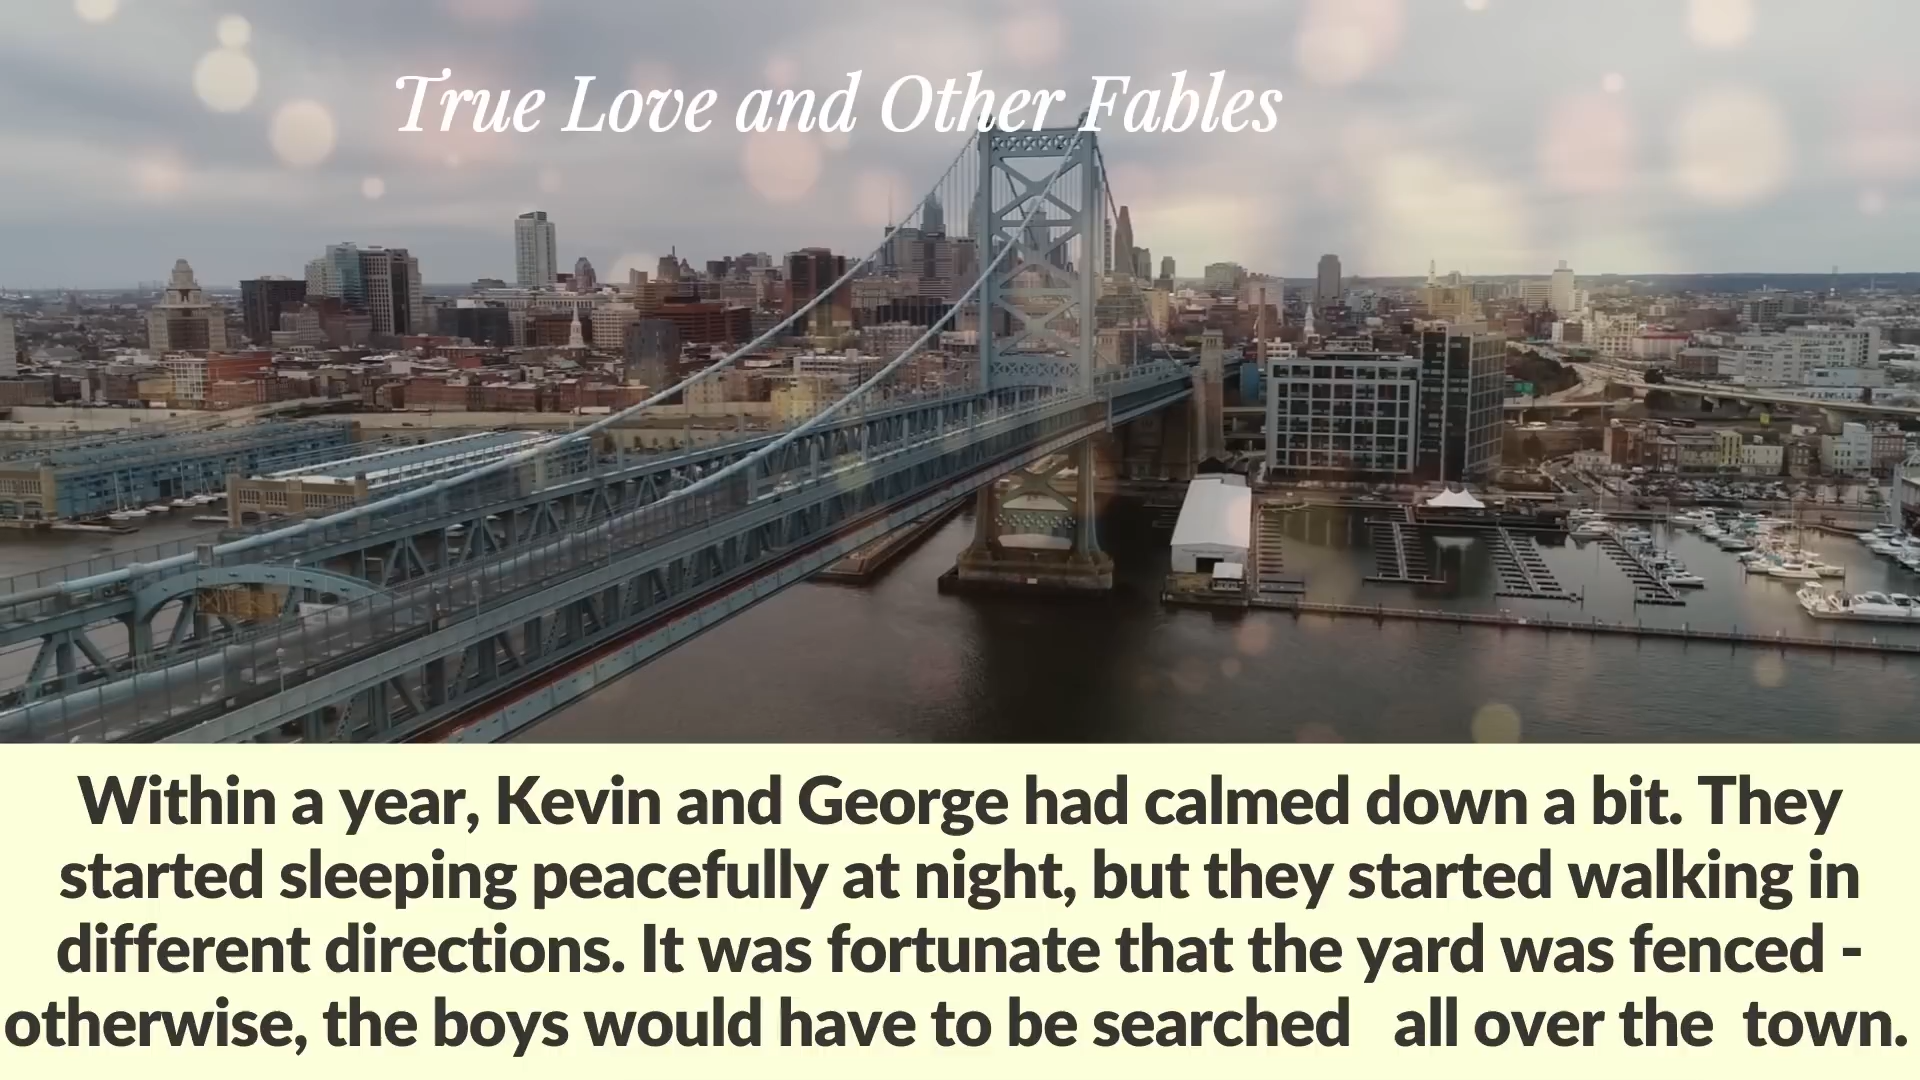 True Love and Other Fables
Within a year, Kevin and George had calmed down a bit. They
started sleeping peacefully at night, but they started walking in
different directions. It was fortunate that the yard was fenced -
otherwise, the boys would have to be searched   all over the  town.